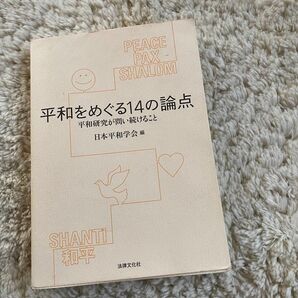 PEACE
PAX
SHALOM
平和をめぐる14の論点
平和研究が問い続けること
日本平和学会 編
SHANTI
和平
法律文化社